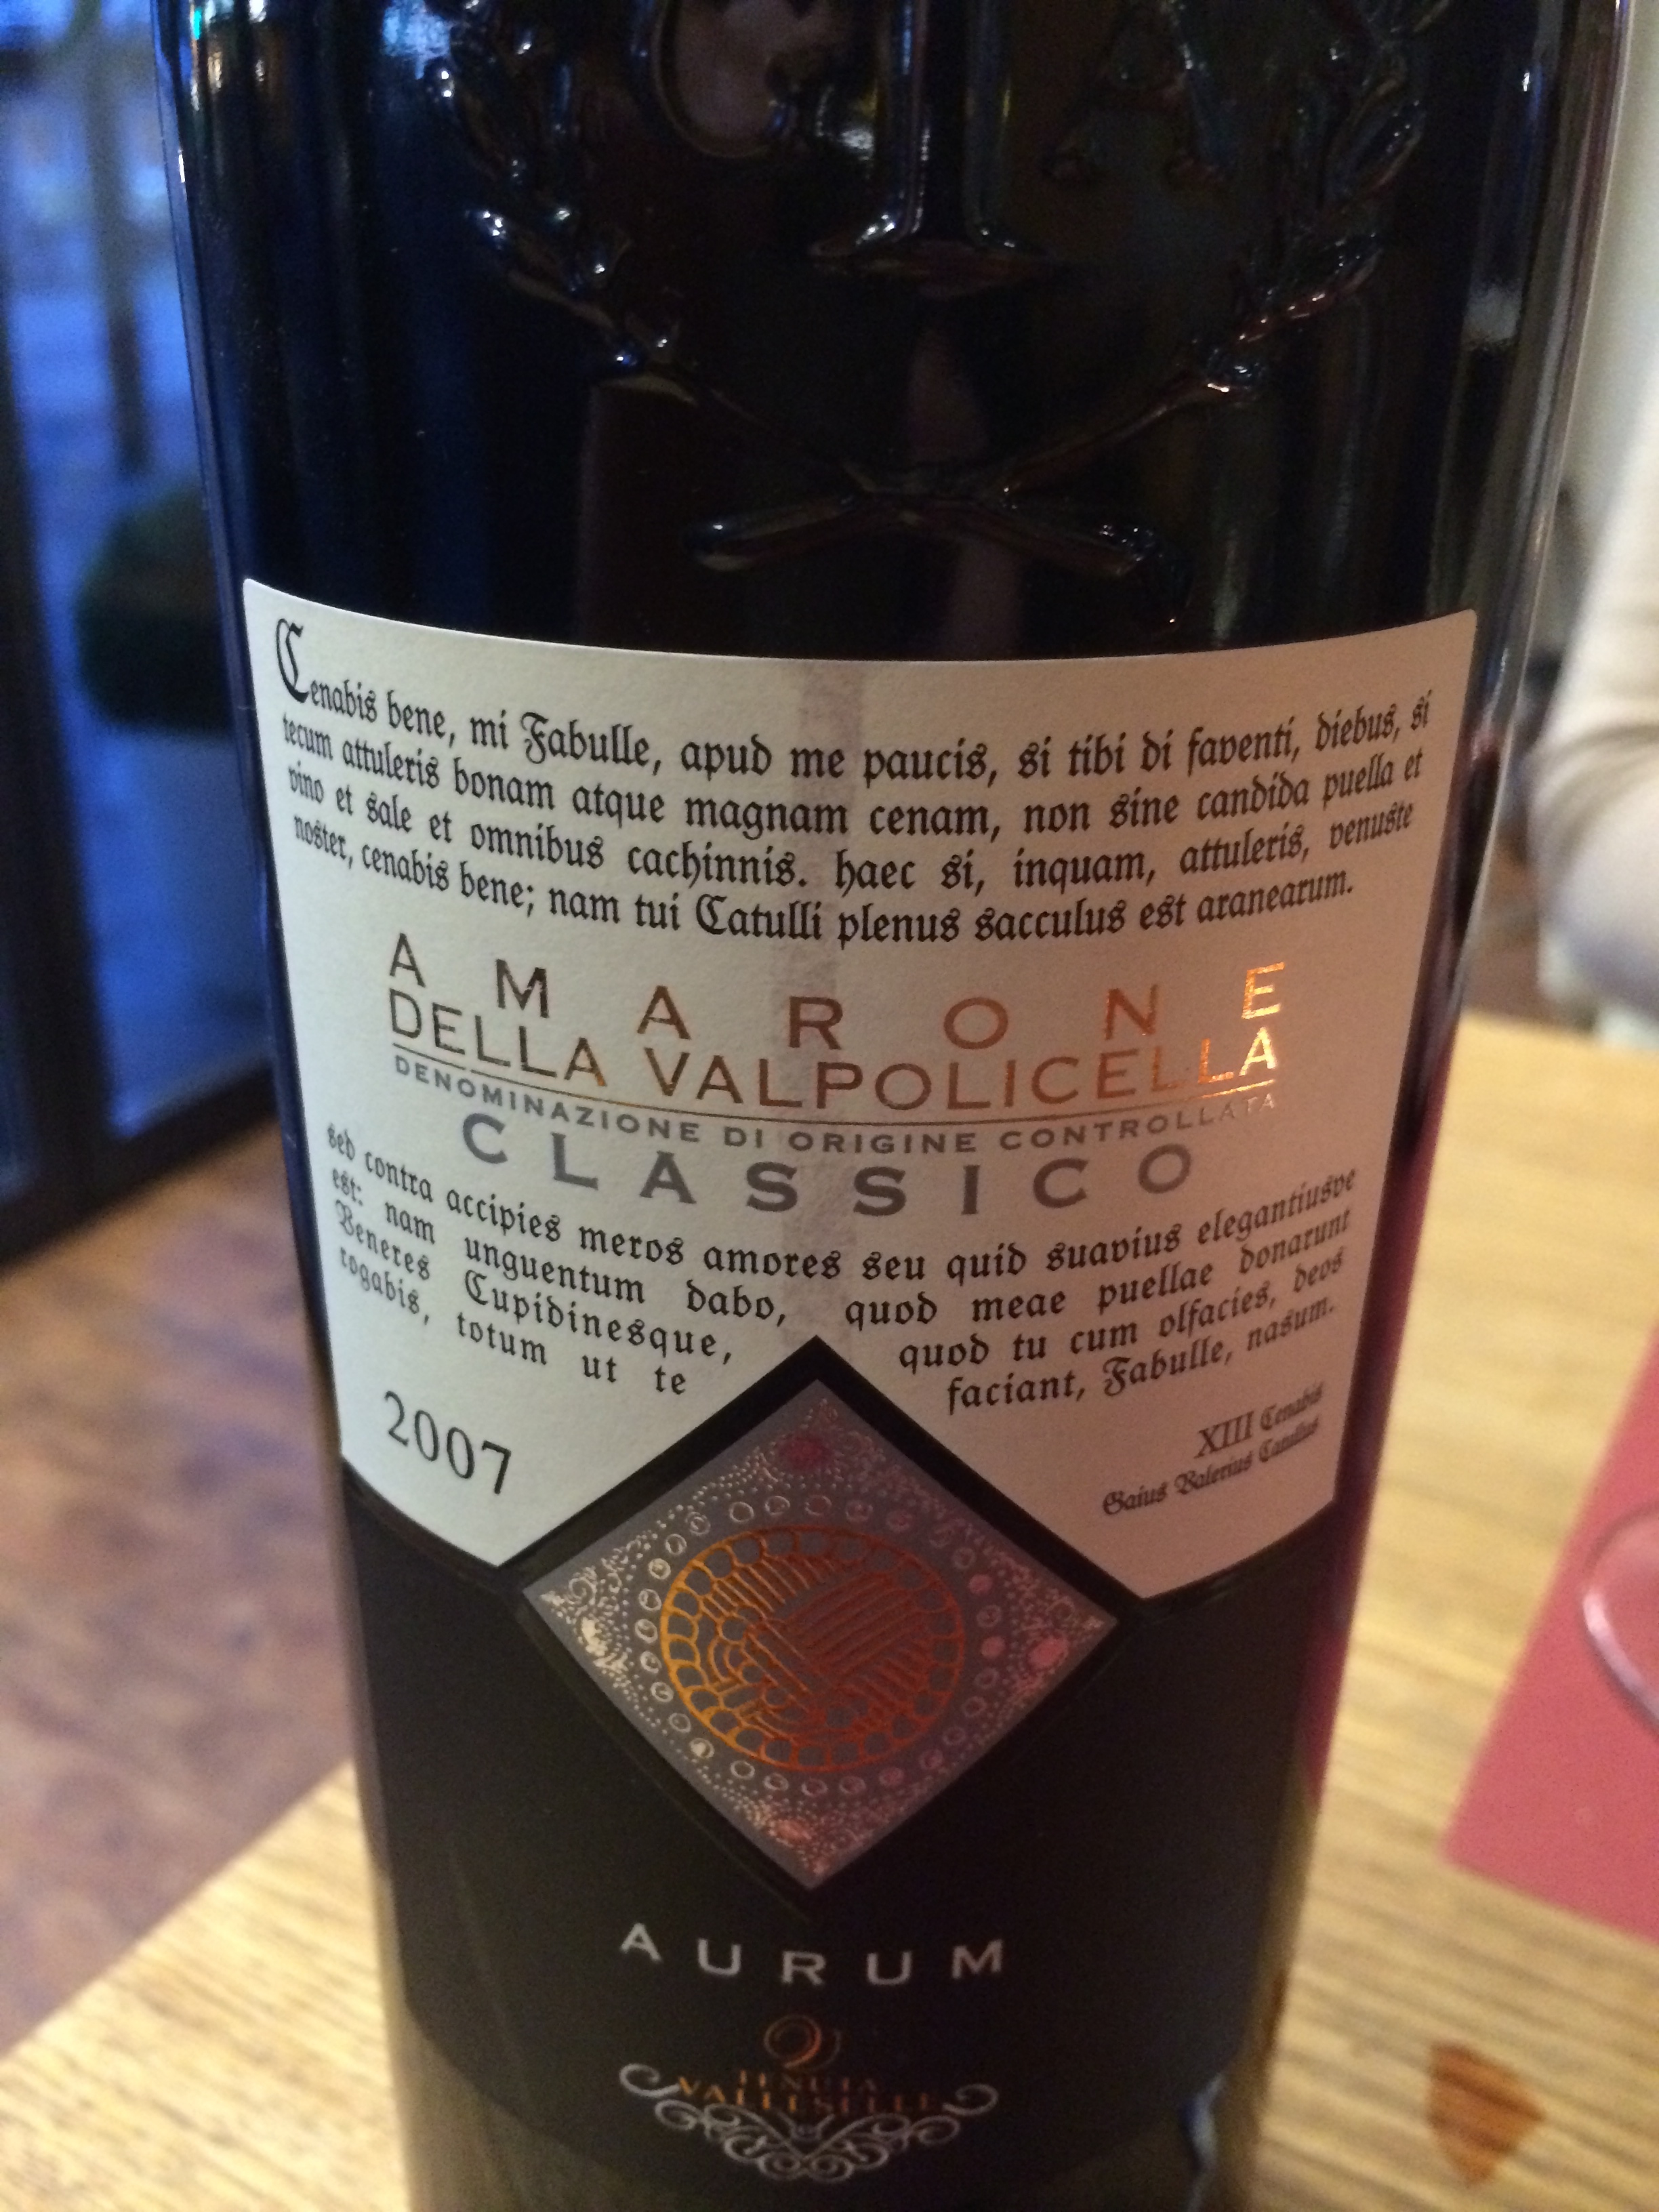 Cenabis bene, mi Fabulle, apud me paucis, si tibi di faventi, diebus, si
tecum attuleris bonam atque magnam cenam, non sine candida puella et
vino et sale et omnibus cachinnis. haec si, inquam, attuleris, venuste
noster, cenabis bene; nam tui Catulli plenus sacculus est aranearum.
AMARONE
DELLA VALPOLICELLA
DENOMINAZIONE DI ORIGINE CONTROLLATA
CLASSICO
sed contra accipies meros amores seu quid suavius elegantiusve
est: nam unguentum dabo, quod meae puellae donarunt
Veneres Cupidinesque, quod tu cum olfacies, deos
rogabis, totum ut te faciant, Fabulle, nasum.
2007
XIII Cenabis
Gaius Valerius Catullus
AURUM
TENUTA
VALLESELLE